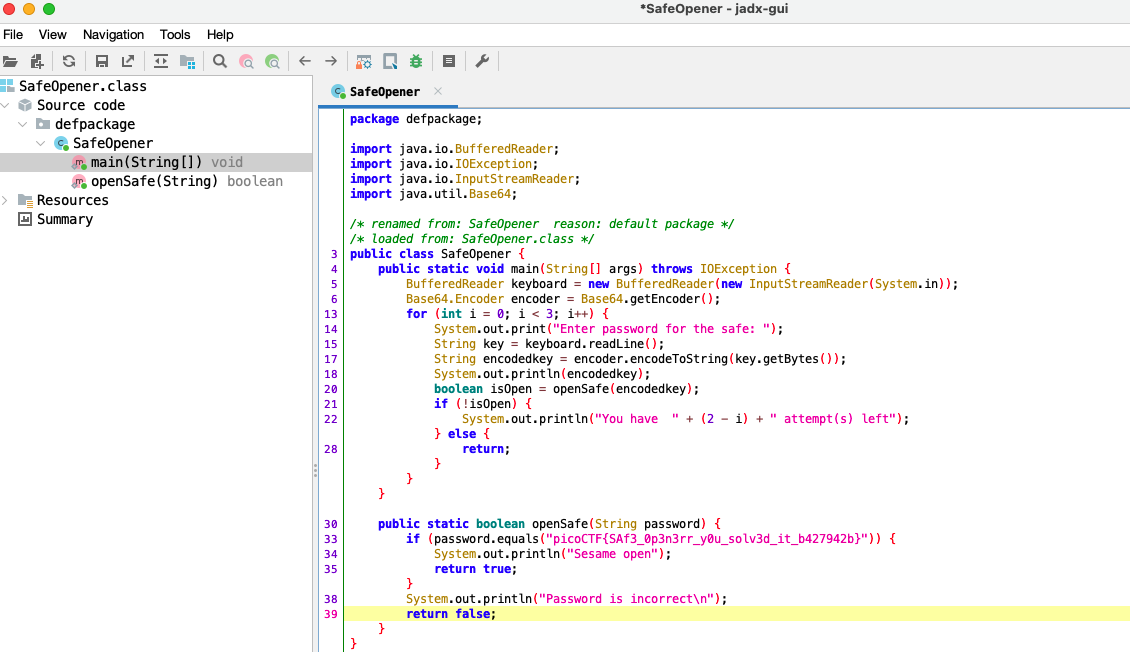 *SafeOpener - jadx-gui
File View Navigation Tools Help
SafeOpener.class
Source code
defpackage
SafeOpener
main(String[]) void
openSafe(String) boolean
Resources
Summary
SafeOpener
package defpackage;
import java.io.BufferedReader;
import java.io.IOException;
import java.io.InputStreamReader;
import java.util.Base64;
/* renamed from: SafeOpener  reason: default package */
/* loaded from: SafeOpener.class */
3 public class SafeOpener {
4     public static void main(String[] args) throws IOException {
5         BufferedReader keyboard = new BufferedReader(new InputStreamReader(System.in));
6         Base64.Encoder encoder = Base64.getEncoder();
13         for (int i = 0; i < 3; i++) {
14             System.out.print("Enter password for the safe: ");
15             String key = keyboard.readLine();
17             String encodedkey = encoder.encodeToString(key.getBytes());
18             System.out.println(encodedkey);
20             boolean isOpen = openSafe(encodedkey);
21             if (!isOpen) {
22                 System.out.println("You have  " + (2 - i) + " attempt(s) left");
            } else {
28                 return;
            }
        }
    }
30     public static boolean openSafe(String password) {
33         if (password.equals("picoCTF{SAf3_0p3n3rr_y0u_solv3d_it_b427942b}")) {
34             System.out.println("Sesame open");
35             return true;
        }
38         System.out.println("Password is incorrect\n");
39         return false;
    }
}